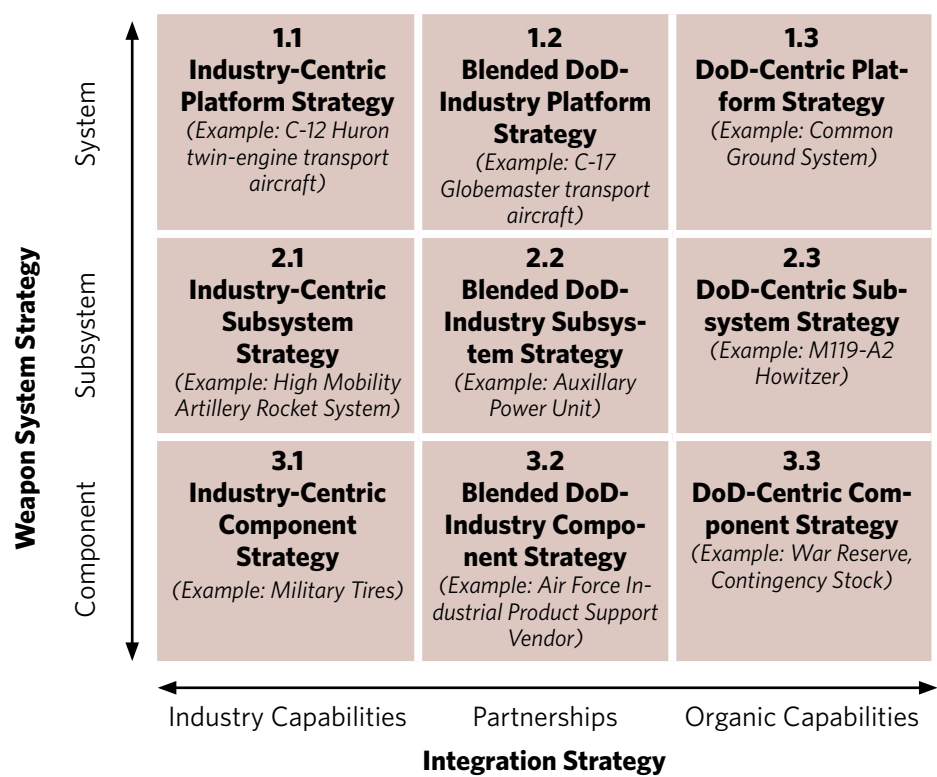 Weapon System Strategy
System
1.1
Industry-Centric
Platform Strategy
(Example: C-12 Huron
twin-engine transport
aircraft)
1.2
Blended DoD-
Industry Platform
Strategy
(Example: C-17
Globemaster transport
aircraft)
1.3
DoD-Centric Plat-
form Strategy
(Example: Common
Ground System)
Subsystem
2.1
Industry-Centric
Subsystem
Strategy
(Example: High Mobility
Artillery Rocket System)
2.2
Blended DoD-
Industry Subsys-
tem Strategy
(Example: Auxillary
Power Unit)
2.3
DoD-Centric Sub-
system Strategy
(Example: M119-A2
Howitzer)
Component
3.1
Industry-Centric
Component
Strategy
(Example: Military Tires)
3.2
Blended DoD-
Industry Compo-
nent Strategy
(Example: Air Force In-
dustrial Product Support
Vendor)
3.3
DoD-Centric Com-
ponent Strategy
(Example: War Reserve,
Contingency Stock)
Industry Capabilities
Partnerships
Organic Capabilities
Integration Strategy